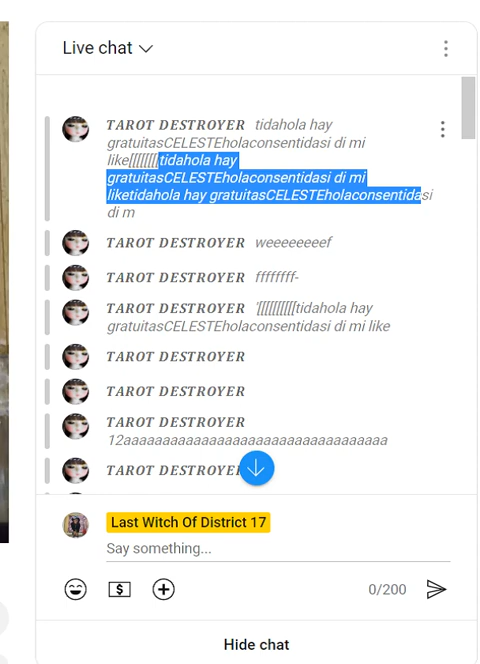 Live chat
TAROT DESTROYER tidahola hay
gratuitasCELESTEholaconsentidasi di mi
like[[[[[[[[tidahola hay
gratuitasCELESTEholaconsentidasi di mi
liketidahola hay gratuitasCELESTEholaconsentidasi
di m
TAROT DESTROYER weeeeeeeef
TAROT DESTROYER ffffffff-
TAROT DESTROYER '[[[[[[[[[[tidahola hay
gratuitasCELESTEholaconsentidasi di mi like
TAROT DESTROYER
TAROT DESTROYER
TAROT DESTROYER
12aaaaaaaaaaaaaaaaaaaaaaaaaaaaaaaaaa
TAROT DESTROYER
Last Witch Of District 17
Say something...
0/200
Hide chat